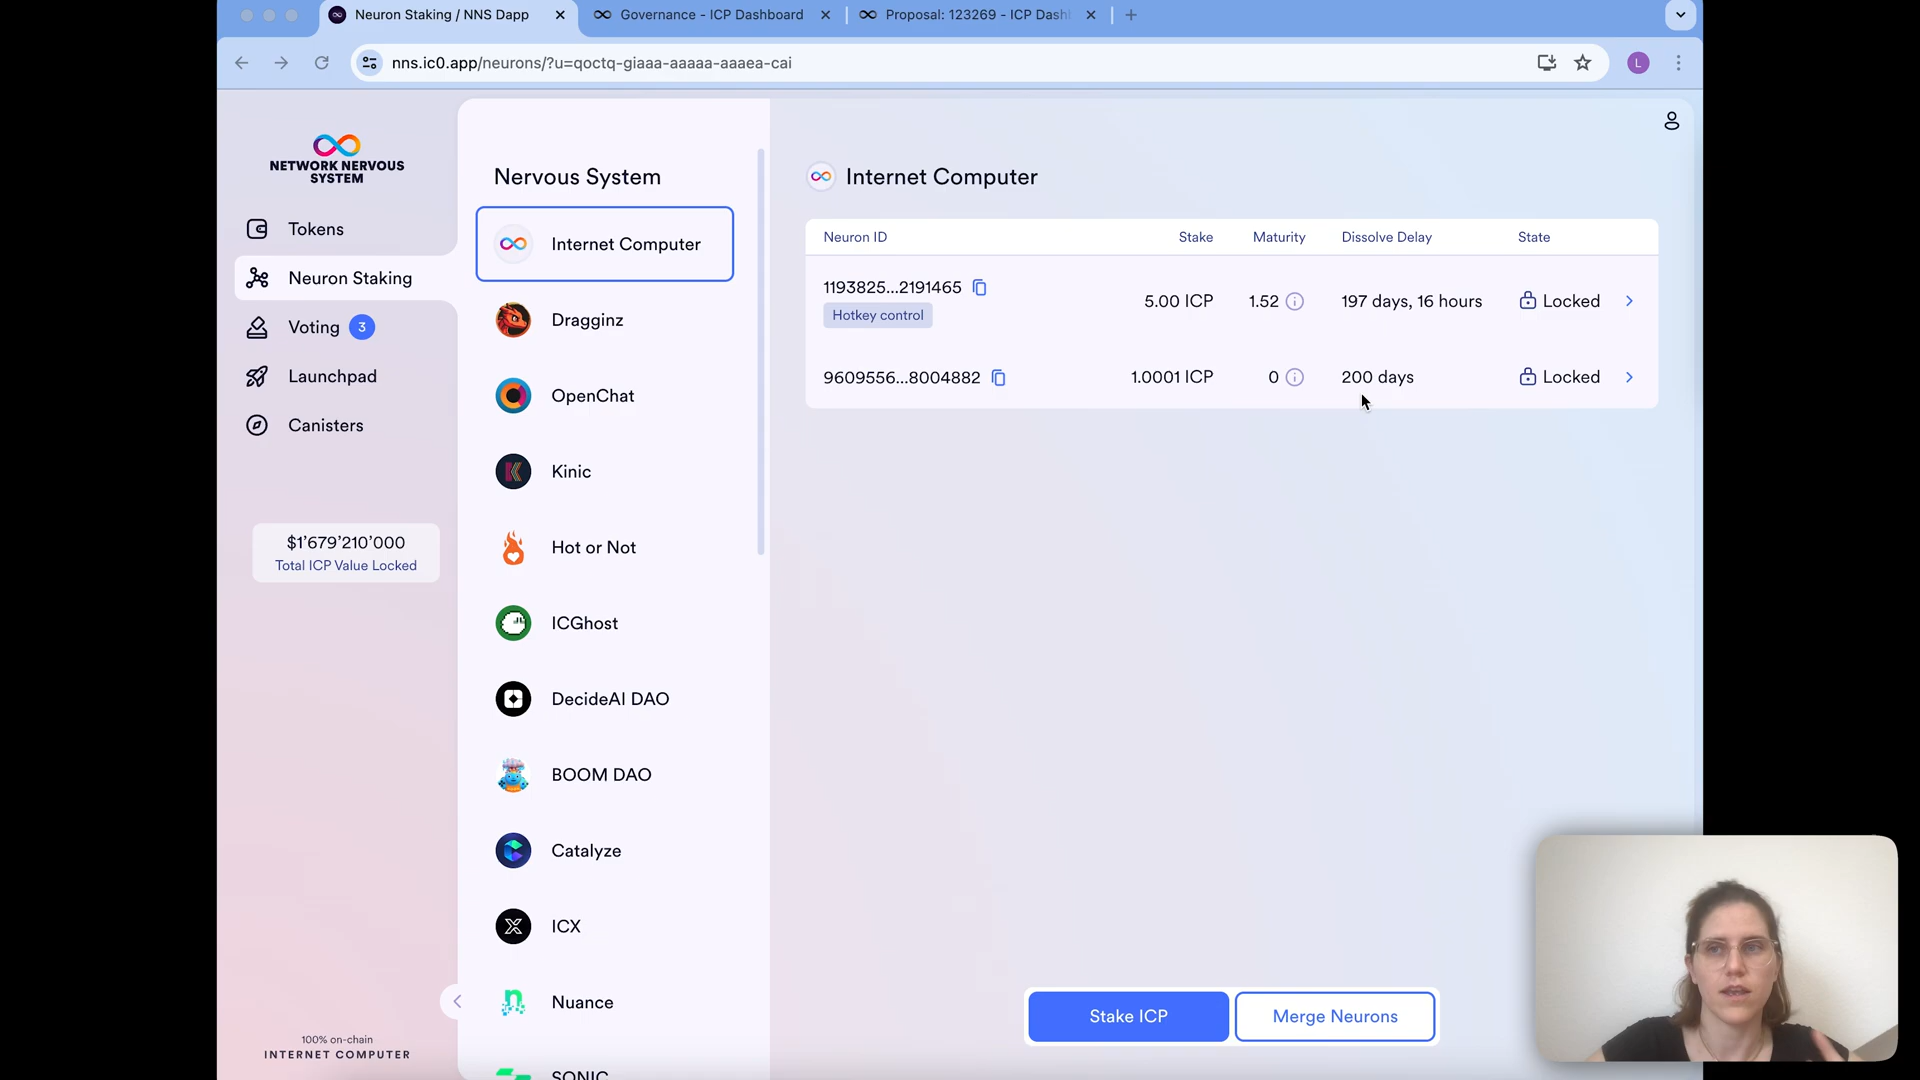 Neuron Staking / NNS Dapp
Governance - ICP Dashboard
Proposal: 123269 - ICP Dash
nns.ic0.app/neurons/?u=qoctq-giaaa-aaaaa-aaaea-cai
L
NETWORK NERVOUS
SYSTEM
Tokens
Neuron Staking
Voting 3
Launchpad
Canisters
$1’679’210’000
Total ICP Value Locked
100% on-chain
INTERNET COMPUTER
Nervous System
Internet Computer
Dragginz
OpenChat
Kinic
Hot or Not
ICGhost
DecideAI DAO
BOOM DAO
Catalyze
ICX
Nuance
SONIC
Internet Computer
Neuron ID Stake Maturity Dissolve Delay State
1193825...2191465 5.00 ICP 1.52 197 days, 16 hours Locked
Hotkey control
9609556...8004882 1.0001 ICP 0 200 days Locked
Stake ICP Merge Neurons